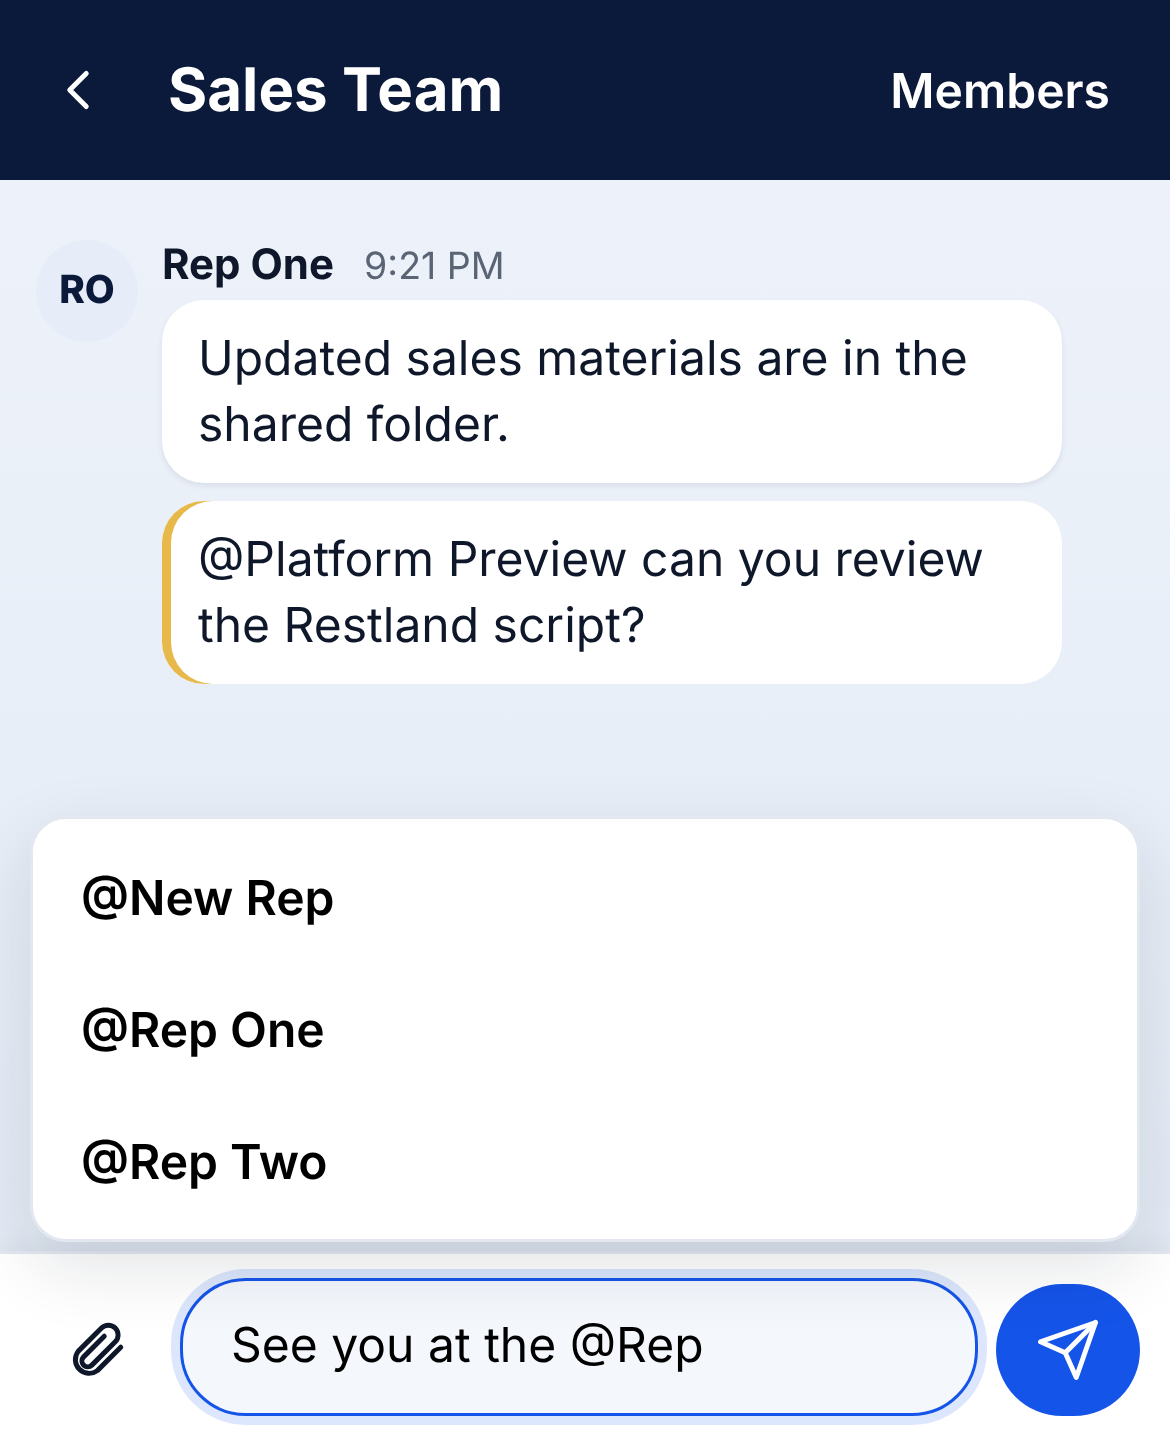 Sales Team
Members
RO
Rep One 9:21 PM
Updated sales materials are in the
shared folder.
@Platform Preview can you review
the Restland script?
@New Rep
@Rep One
@Rep Two
See you at the @Rep